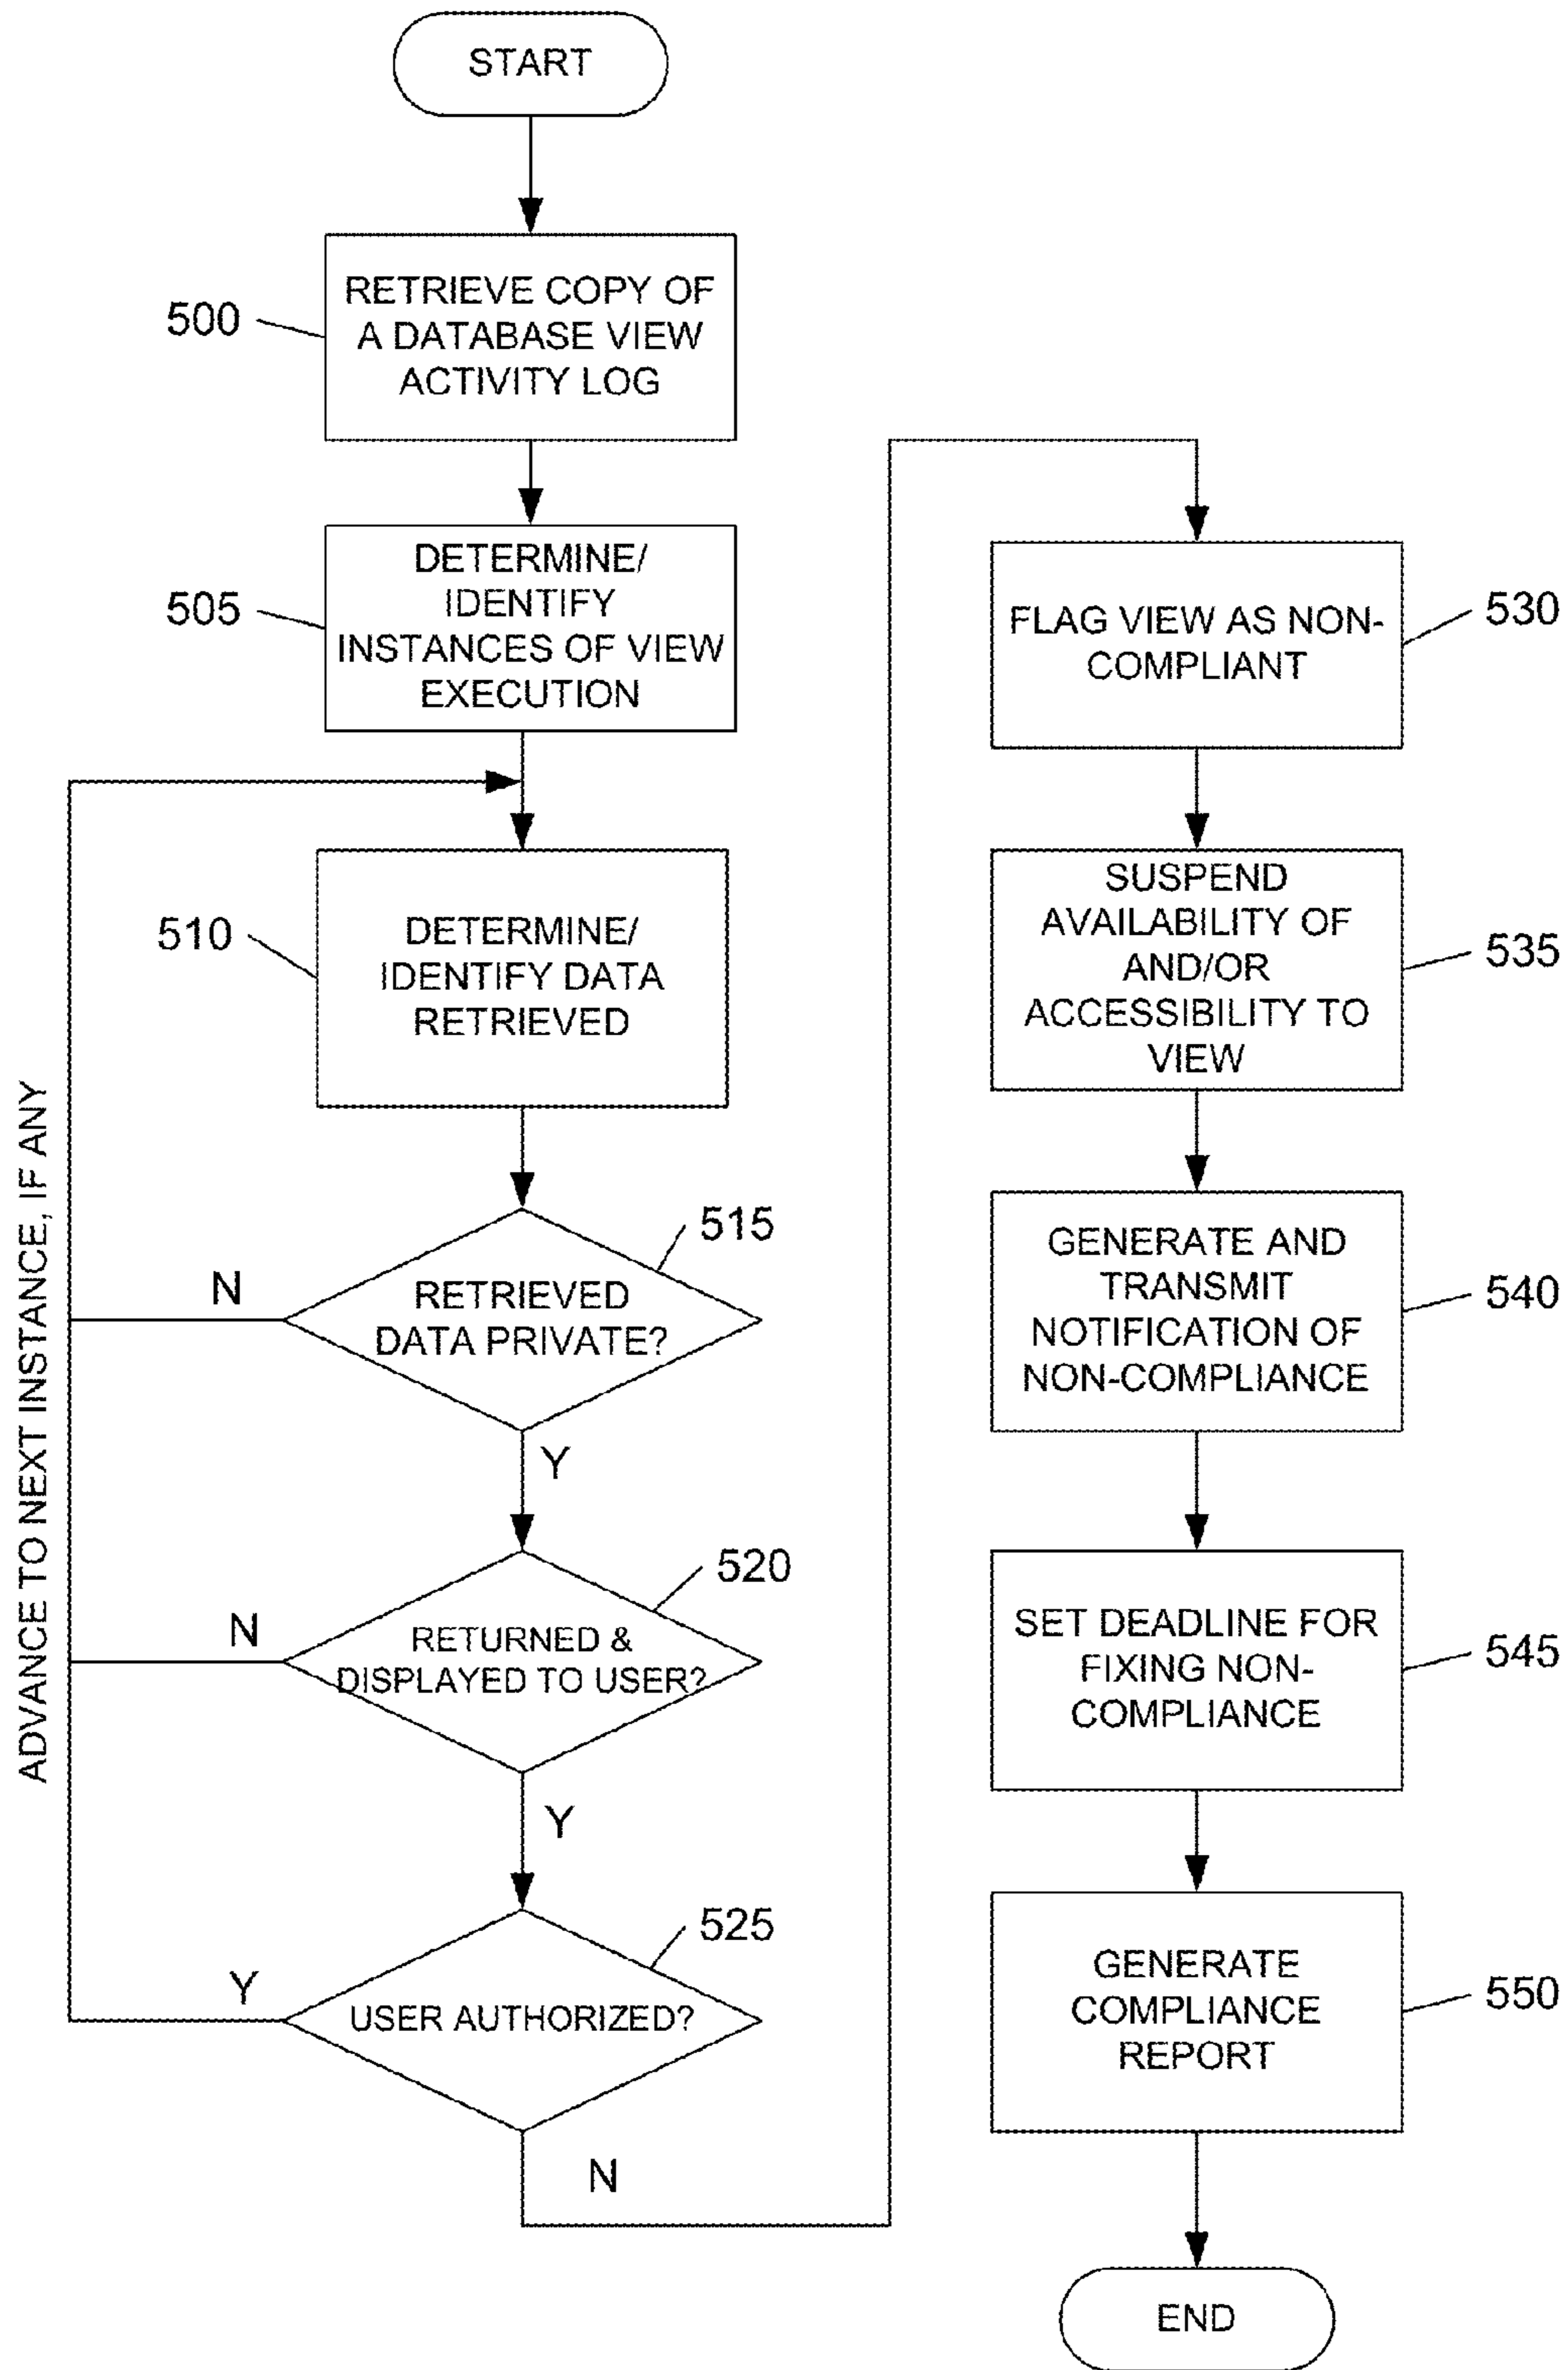 START
500
RETRIEVE COPY OF
A DATABASE VIEW
ACTIVITY LOG
505
DETERMINE/
IDENTIFY
INSTANCES OF VIEW
EXECUTION
510
DETERMINE/
IDENTIFY DATA
RETRIEVED
ADVANCE TO NEXT INSTANCE, IF ANY
515
N
RETRIEVED
DATA PRIVATE?
Y
520
N
RETURNED &
DISPLAYED TO USER?
Y
525
Y
USER AUTHORIZED?
N
FLAG VIEW AS NON-
COMPLIANT
530
SUSPEND
AVAILABILITY OF
AND/OR
ACCESSIBILITY TO
VIEW
535
GENERATE AND
TRANSMIT
NOTIFICATION OF
NON-COMPLIANCE
540
SET DEADLINE FOR
FIXING NON-
COMPLIANCE
545
GENERATE
COMPLIANCE
REPORT
550
END